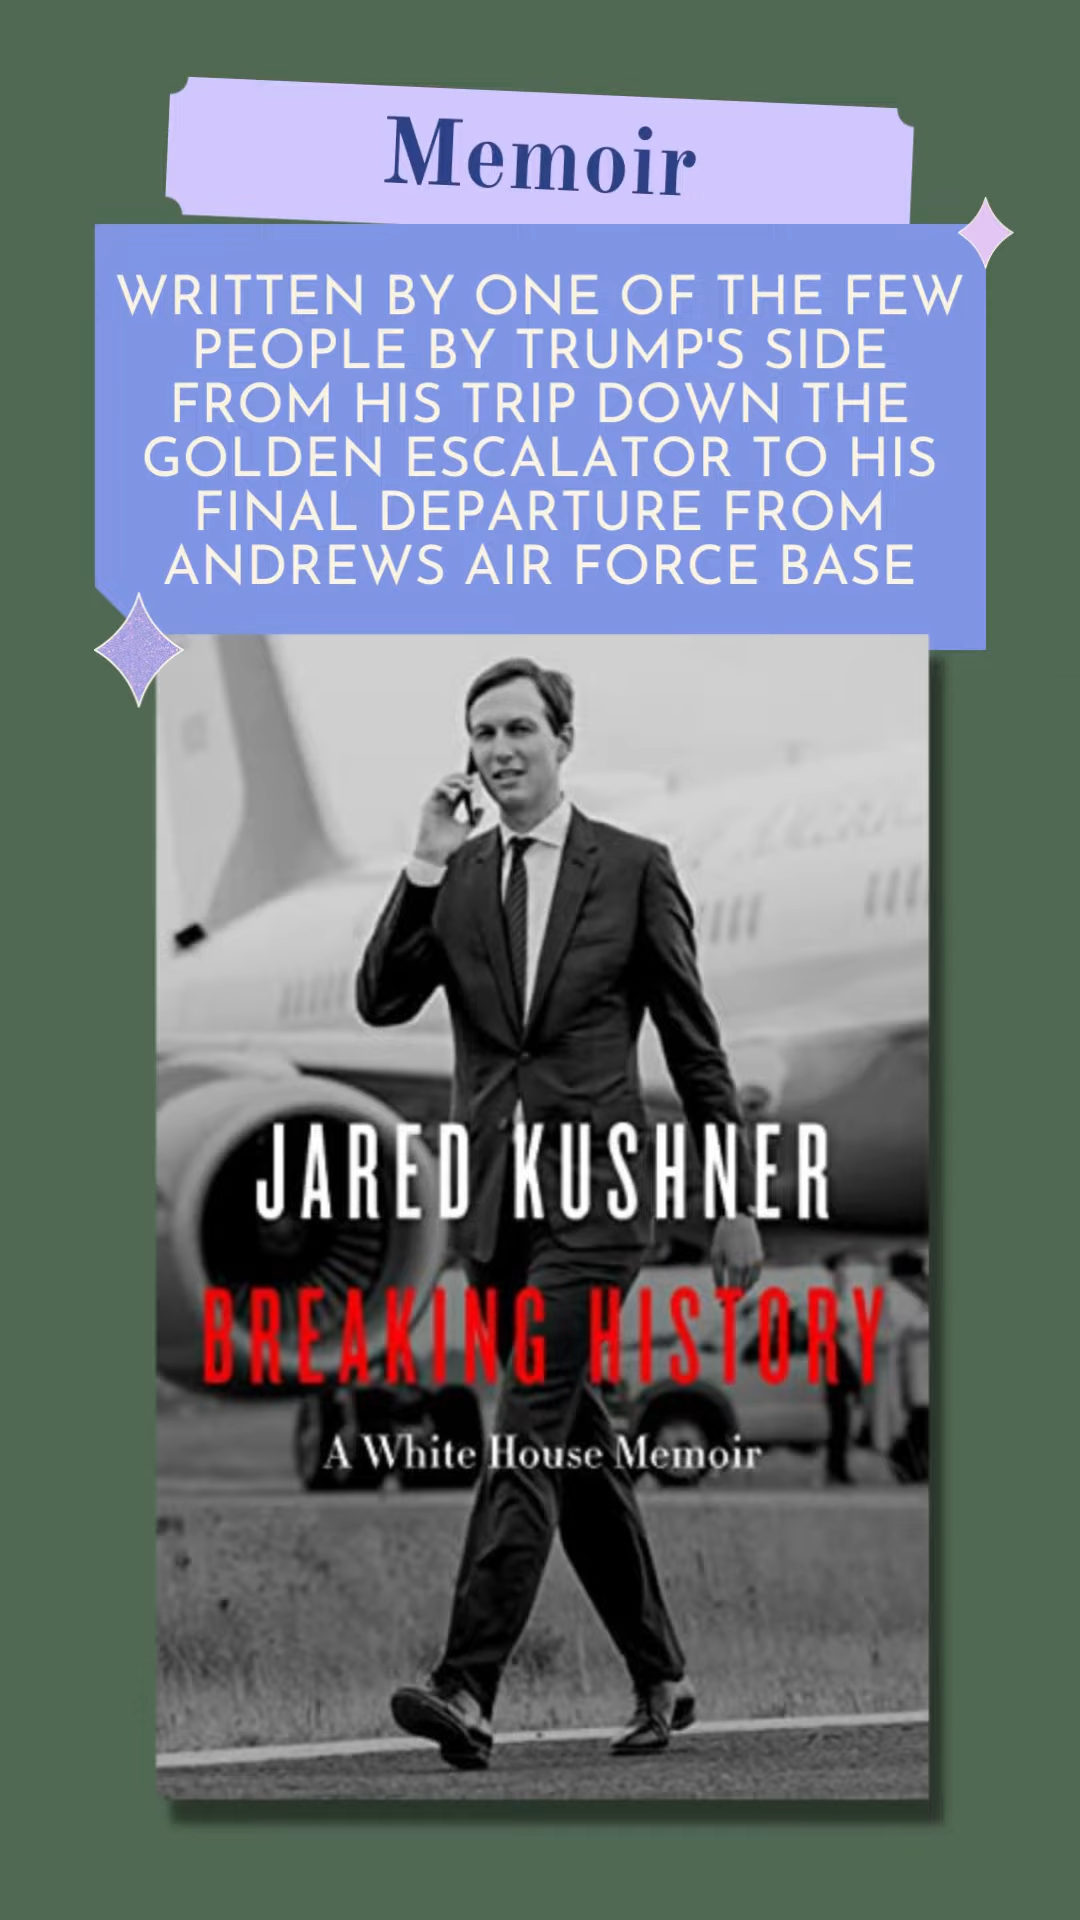 Memoir
WRITTEN BY ONE OF THE FEW
PEOPLE BY TRUMP'S SIDE
FROM HIS TRIP DOWN THE
GOLDEN ESCALATOR TO HIS
FINAL DEPARTURE FROM
ANDREWS AIR FORCE BASE
JARED KUSHNER
BREAKING HISTORY
A White House Memoir